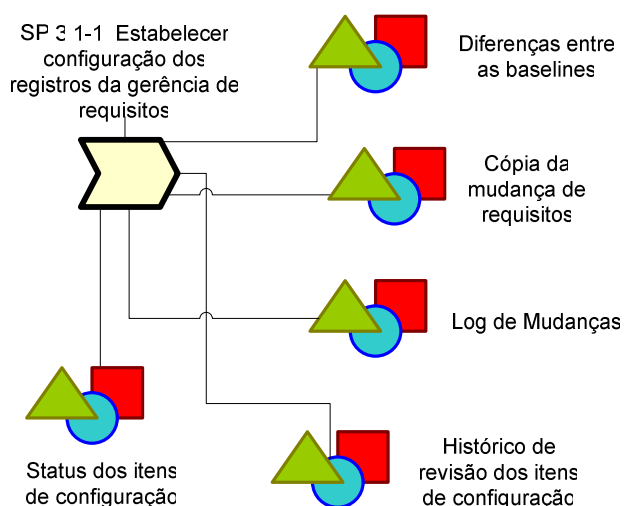 SP 3 1-1 Estabelecer
configuração dos
registros da gerência de
requisitos
Diferenças entre
as baselines
Cópia da
mudança de
requisitos
Log de Mudanças
Status dos itens
de configuração
Histórico de
revisão dos itens
de configuração